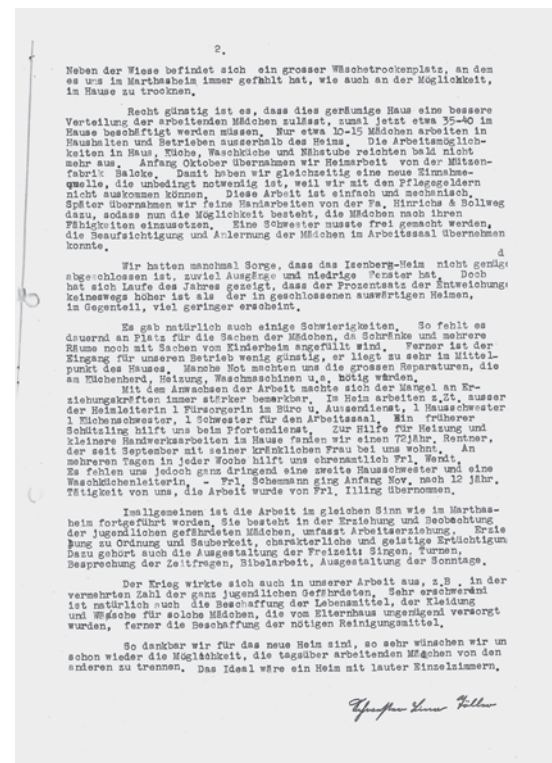 2.
Neben der Wiese befindet sich ein grosser Wäschetrockenplatz, an dem
es uns im Marthasheim immer gefehlt hat, wie auch an der Möglichkeit,
im Hause zu trocknen.
Recht günstig ist es, dass dies geräumige Haus eine bessere
Verteilung der arbeitenden Mädchen zulässt, zumal jetzt etwa 35-40 im
Hause beschäftigt werden müssen. Nur etwa 10-15 Mädchen arbeiten in
Haushalten und Betrieben ausserhalb des Heims. Die Arbeitsmöglich-
keiten in Haus, Küche, Waschküche und Nähstube reichten bald nicht
mehr aus. Anfang Oktober übernahmen wir Heimarbeit von der Mützen-
fabrik Balcke. Damit haben wir gleichzeitig eine neue Einnahme-
quelle, die unbedingt notwendig ist, weil wir mit den Pflegegeldern
nicht auskommen können. Diese Arbeit ist einfach und mechanisch.
Später übernahmen wir feine Handarbeiten von der Fa. Hinrichs & Bollweg
dazu, sodass nun die Möglichkeit besteht, die Mädchen nach ihren
Fähigkeiten einzusetzen. Eine Schwester musste frei gemacht werden,
die Beaufsichtigung und Anlernung der Mädchen im Arbeitssaal übernehmen
konnte.
d
Wir hatten manchmal Sorge, dass das Isenberg-Heim nicht genüge
abgeschlossen ist, zuviel Ausgänge und niedrige Fenster hat. Doch
hat sich Laufe des Jahres gezeigt, dass der Prozentsatz der Entweichunge
keineswegs höher ist als der in geschlossenen auswärtigen Heimen,
im Gegenteil, viel geringer erscheint.
Es gab natürlich auch einige Schwierigkeiten. So fehlt es
dauernd an Platz für die Sachen der Mädchen, da Schränke und mehrere
Räume noch mit Sachen vom Kinderheim angefüllt sind. Ferner ist der
Eingang für unseren Betrieb wenig günstig, er liegt zu sehr im Mittel-
punkt des Hauses. Manche Not machten uns die grossen Reparaturen, die
am Küchenherd, Heizung, Waschmaschinen u.a. nötig würden.
Mit dem Anwachsen der Arbeit machte sich der Mangel an Er-
ziehungskräften immer stärker bemerkbar. Im Heim arbeiten z.Zt. ausser
der Heimleiterin 1 Fürsorgerin im Büro u. Aussendienst, 1 Hausschwester
1 Küchenschwester, 1 Schwester für den Arbeitssaal. Ein früherer
Schützling hilft uns beim Pfortendienst. Zur Hilfe für Heizung und
kleinere Handwerksarbeiten im Hause fanden wir einen 72jähr. Rentner,
der seit September mit seiner kränklichen Frau bei uns wohnt. An
mehreren Tagen in jeder Woche hilft uns ehrenamtlich Frl. Wendt.
Es fehlen uns jedoch ganz dringend eine zweite Hausschwester und eine
Waschküchenleiterin. - Frl. Schemmann ging Anfang Nov. nach 12 jähr.
Tätigkeit von uns, die Arbeit wurde von Frl. Illing übernommen.
Imallgemeinen ist die Arbeit im gleichen Sinn wie im Marthas-
heim fortgeführt worden. Sie besteht in der Erziehung und Beobachtung
der jugendlichen gefährdeten Mädchen, umfasst Arbeitserziehung. Erzie
hung zu Ordnung und Sauberkeit, charakterliche und geistige Ertüchtigun
Dazu gehört auch die Ausgestaltung der Freizeit: Singen, Turnen,
Besprechung der Zeitfragen, Bibelarbeit, Ausgestaltung der Sonntage.
Der Krieg wirkte sich auch in unserer Arbeit aus, z.B. in der
vermehrten Zahl der ganz jugendlichen Gefährdeten. Sehr erschwerend
ist natürlich auch die Beschaffung der Lebensmittel, der Kleidung
und Wäsche für solche Mädchen, die vom Elternhaus ungenügend versorgt
wurden, ferner die Beschaffung der nötigen Reinigungsmittel.
So dankbar wir für das neue Heim sind, so sehr wünschen wir un
schon wieder die Möglichkeit, die tagsüber arbeitenden Mädchen von den
anderen zu trennen. Das Ideal wäre ein Heim mit lauter Einzelzimmern.
Schwester